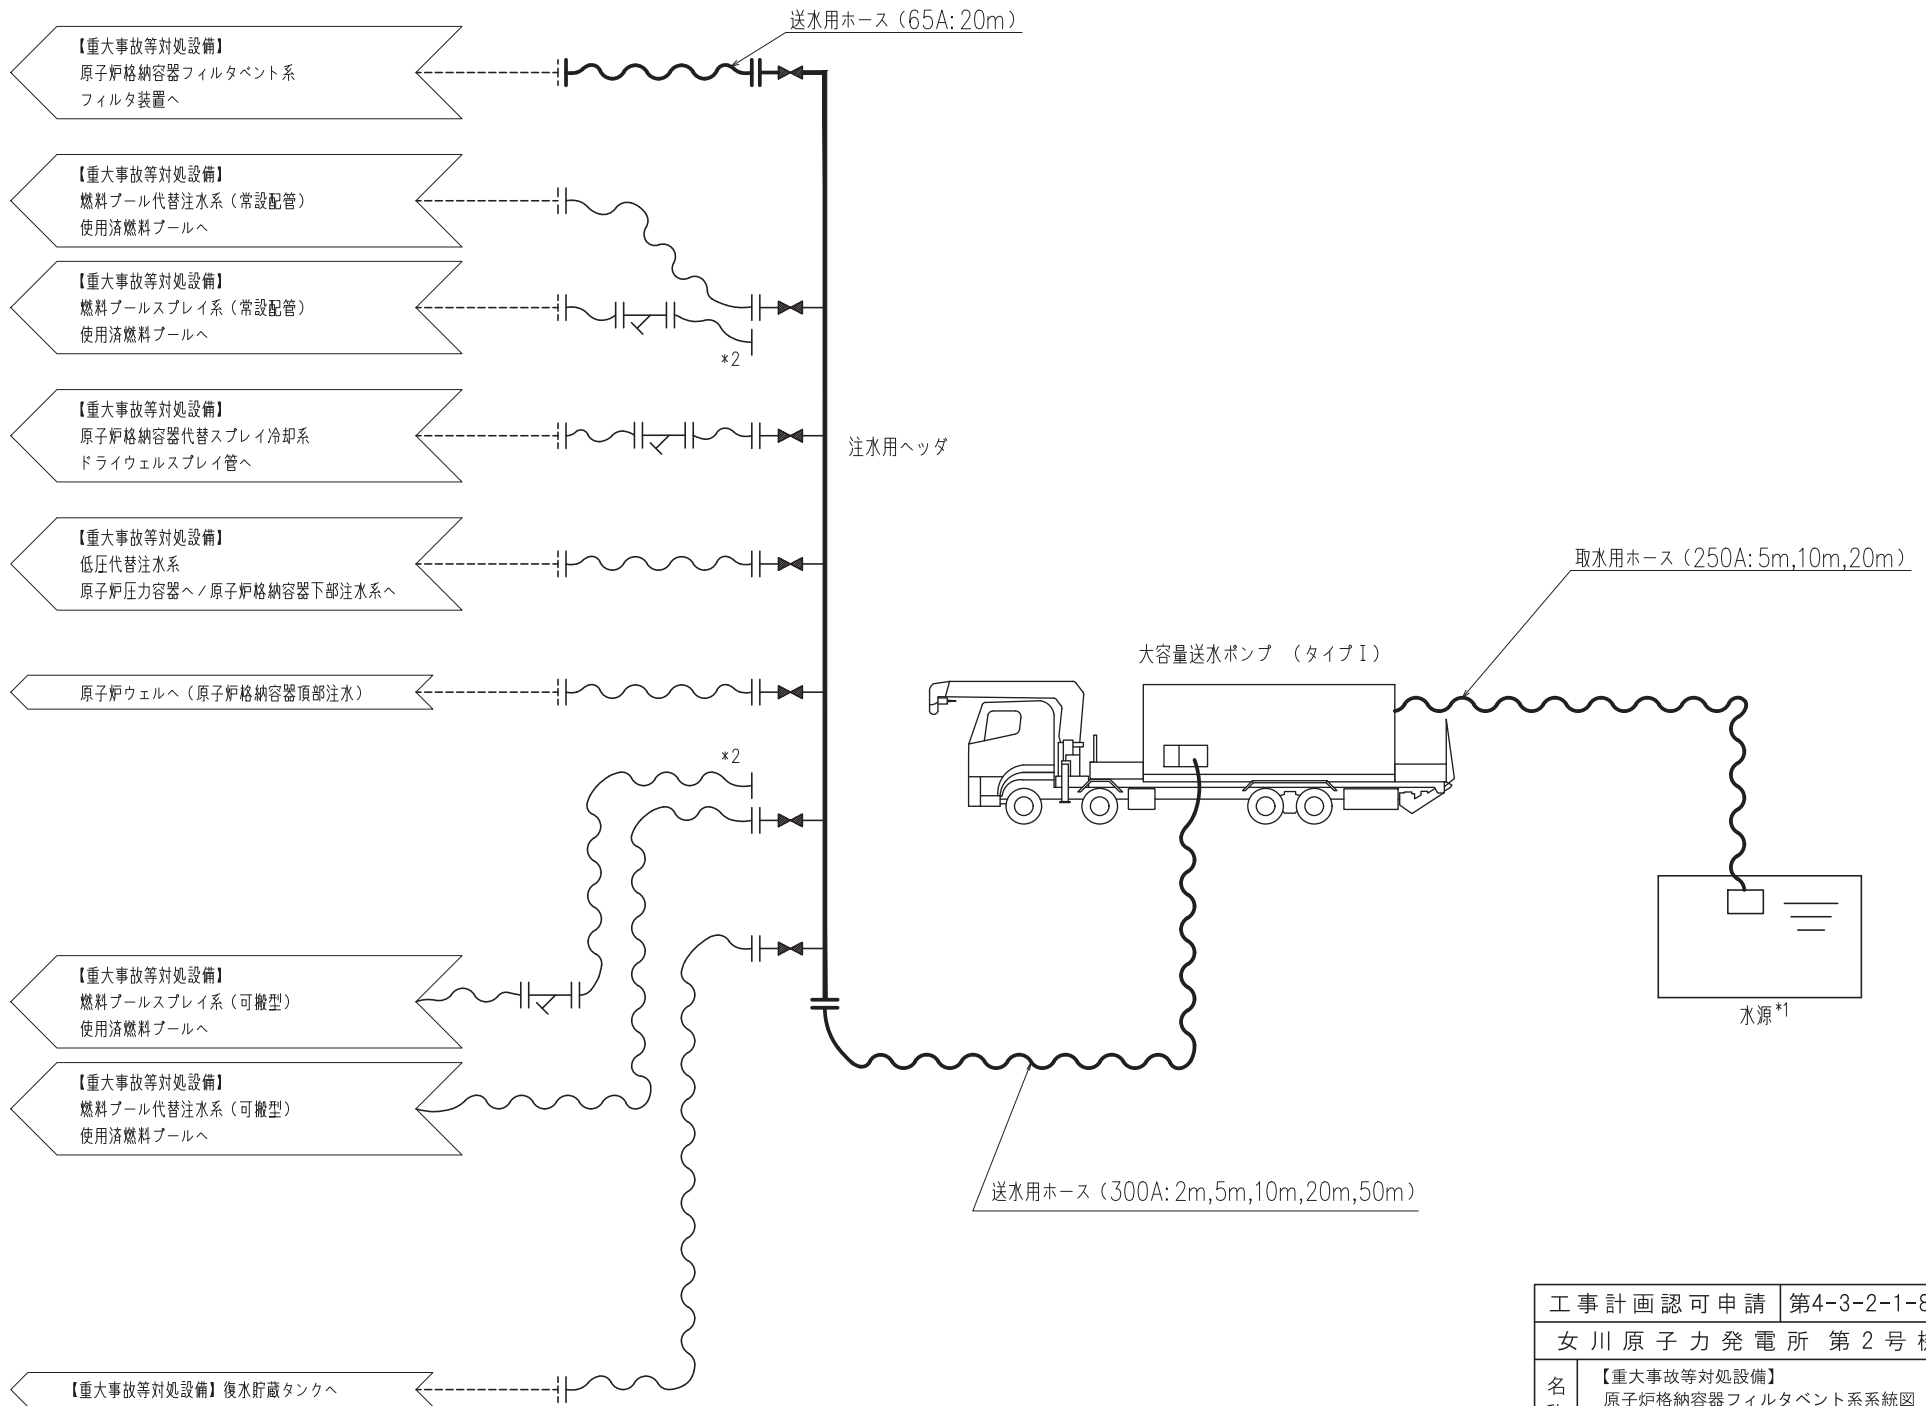 送水用ホース（65A:20m）
【重大事故等対処設備】
原子炉格納容器フィルタベント系
フィルタ装置へ
【重大事故等対処設備】
燃料プール代替注水系（常設配管）
使用済燃料プールへ
【重大事故等対処設備】
燃料プールスプレイ系（常設配管）
使用済燃料プールへ
*2
【重大事故等対処設備】
原子炉格納容器代替スプレイ冷却系
ドライウェルスプレイ管へ
注水用ヘッダ
【重大事故等対処設備】
低圧代替注水系
原子炉圧力容器へ／原子炉格納容器下部注水系へ
取水用ホース（250A:5m,10m,20m）
大容量送水ポンプ （タイプⅠ）
原子炉ウェルへ（原子炉格納容器頂部注水）
*2
【重大事故等対処設備】
燃料プールスプレイ系（可搬型）
使用済燃料プールへ
水源*1
【重大事故等対処設備】
燃料プール代替注水系（可搬型）
使用済燃料プールへ
送水用ホース（300A:2m,5m,10m,20m,50m）
【重大事故等対処設備】復水貯蔵タンクへ
工事計画認可申請 第4-3-2-1-8
女川原子力発電所 第2号
名
【重大事故等対処設備】
原子炉格納容器フィルタベント系系統図